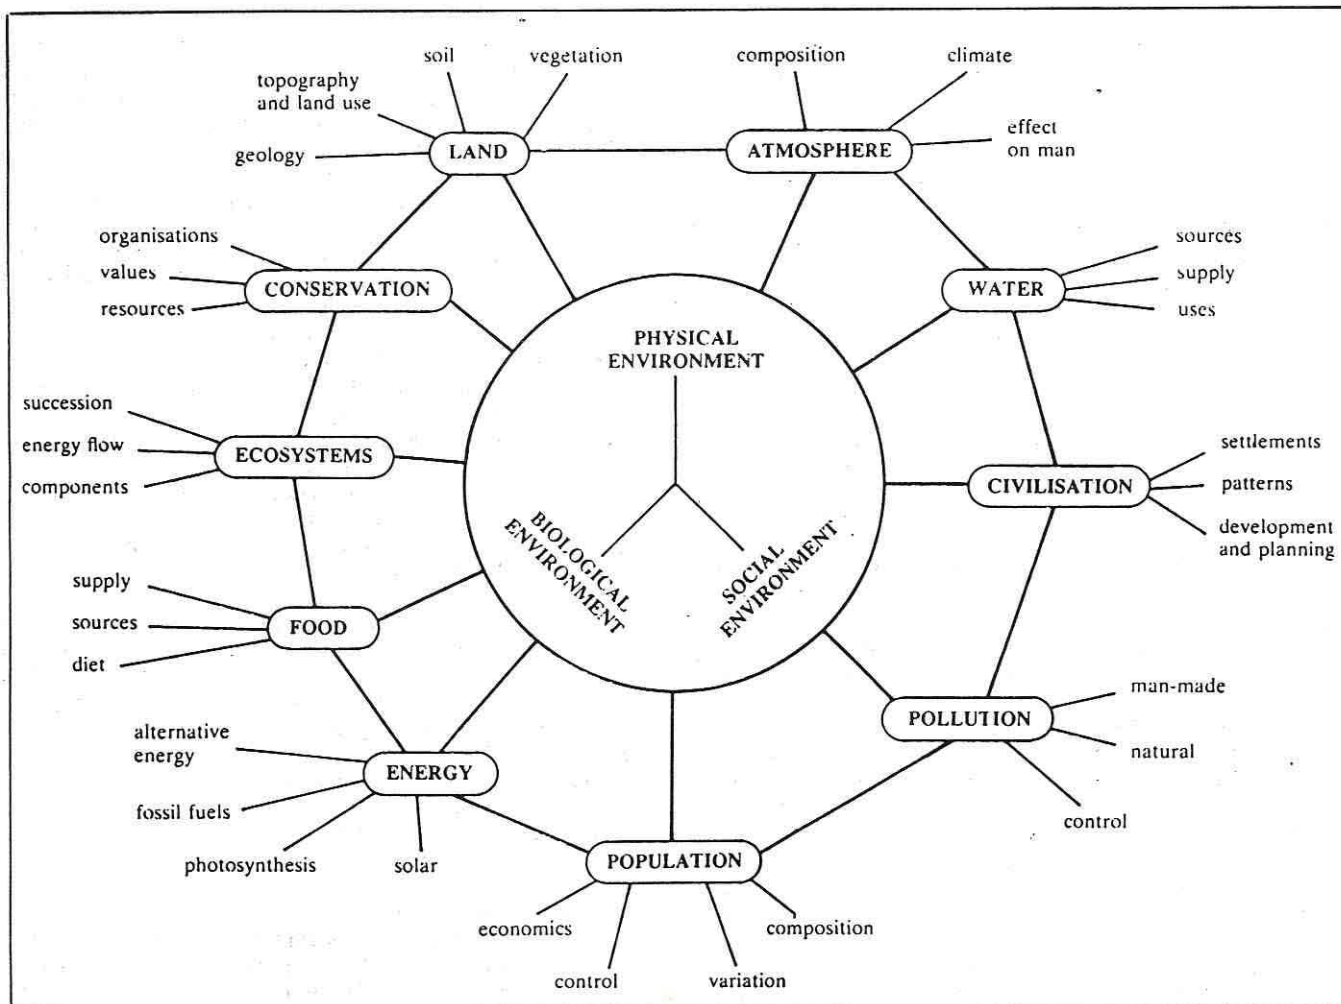 soil
vegetation
topography
and land use
geology
LAND
composition
climate
effect
on man
ATMOSPHERE
organisations
values
resources
CONSERVATION
sources
supply
uses
WATER
PHYSICAL
ENVIRONMENT
BIOLOGICAL
ENVIRONMENT
SOCIAL
ENVIRONMENT
succession
energy flow
components
ECOSYSTEMS
settlements
patterns
development
and planning
CIVILISATION
supply
sources
diet
FOOD
man-made
natural
control
POLLUTION
alternative
energy
fossil fuels
photosynthesis
solar
ENERGY
POPULATION
economics
control
variation
composition